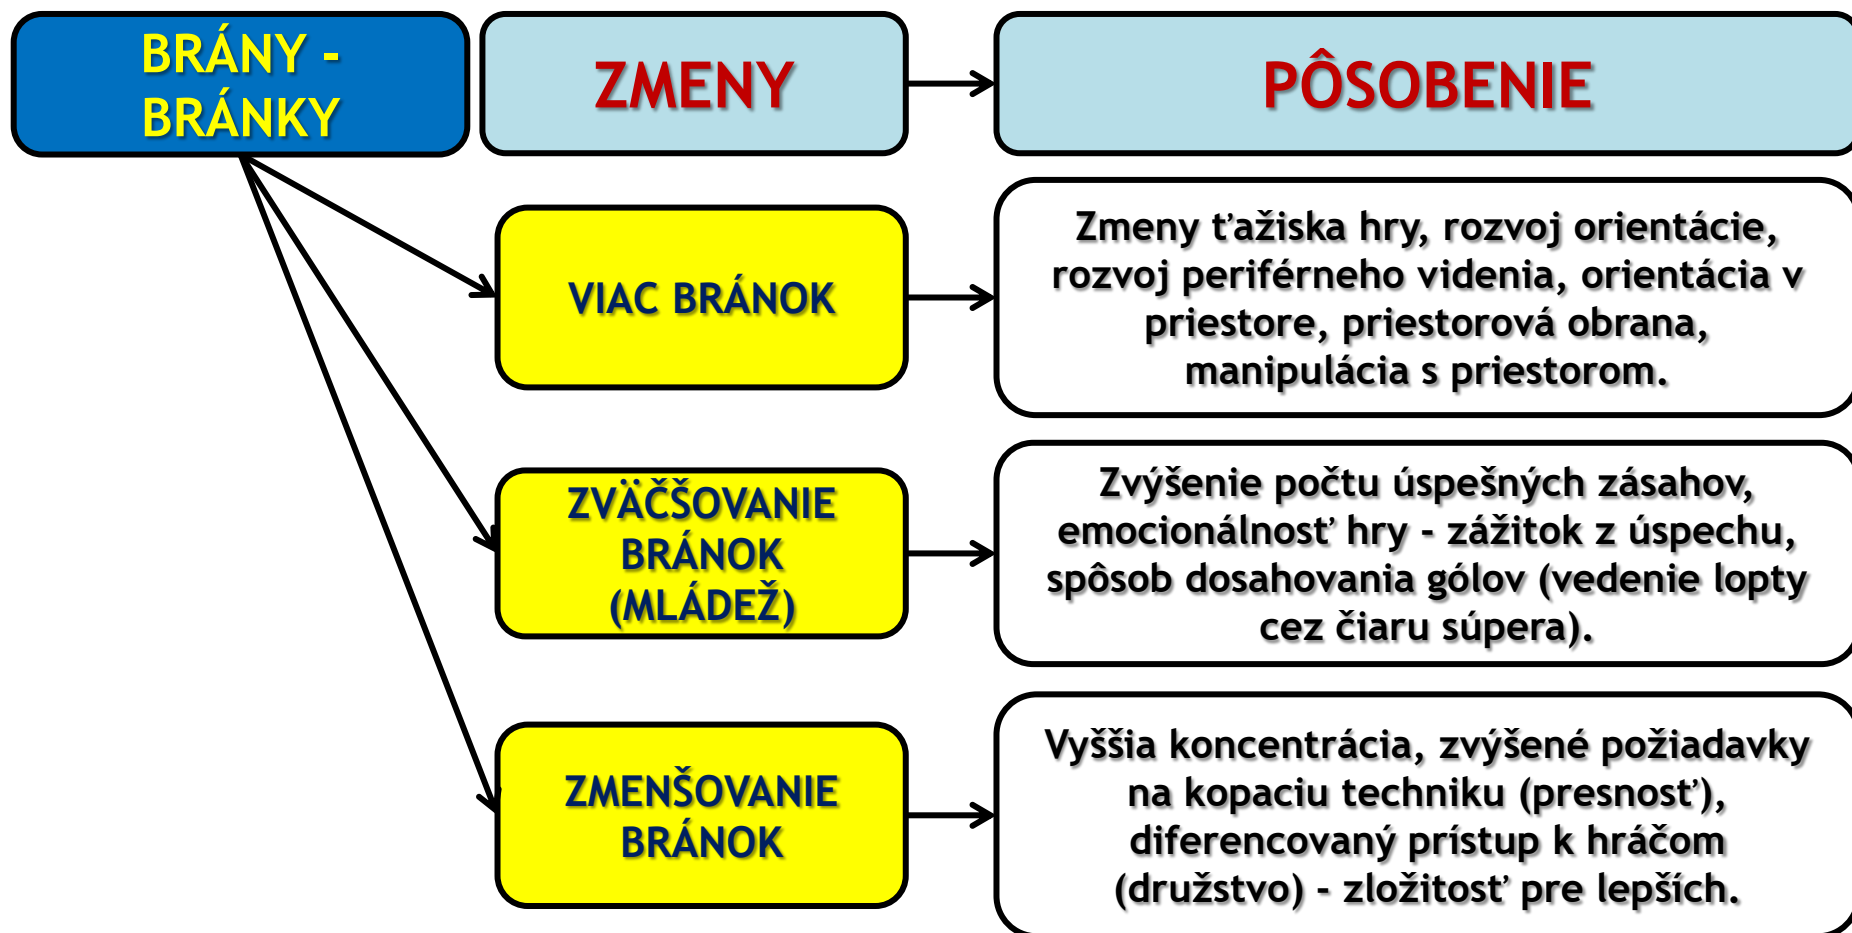 BRÁNY -
BRÁNKY
ZMENY
PÔSOBENIE
VIAC BRÁNOK
Zmeny ťažiska hry, rozvoj orientácie,
rozvoj periférneho videnia, orientácia v
priestore, priestorová obrana,
manipulácia s priestorom.
ZVÄČŠOVANIE
BRÁNOK
(MLÁDEŽ)
Zvýšenie počtu úspešných zásahov,
emocionálnosť hry - zážitok z úspechu,
spôsob dosahovania gólov (vedenie lopty
cez čiaru súpera).
ZMENŠOVANIE
BRÁNOK
Vyššia koncentrácia, zvýšené požiadavky
na kopaciu techniku (presnosť),
diferencovaný prístup k hráčom
(družstvo) - zložitosť pre lepších.